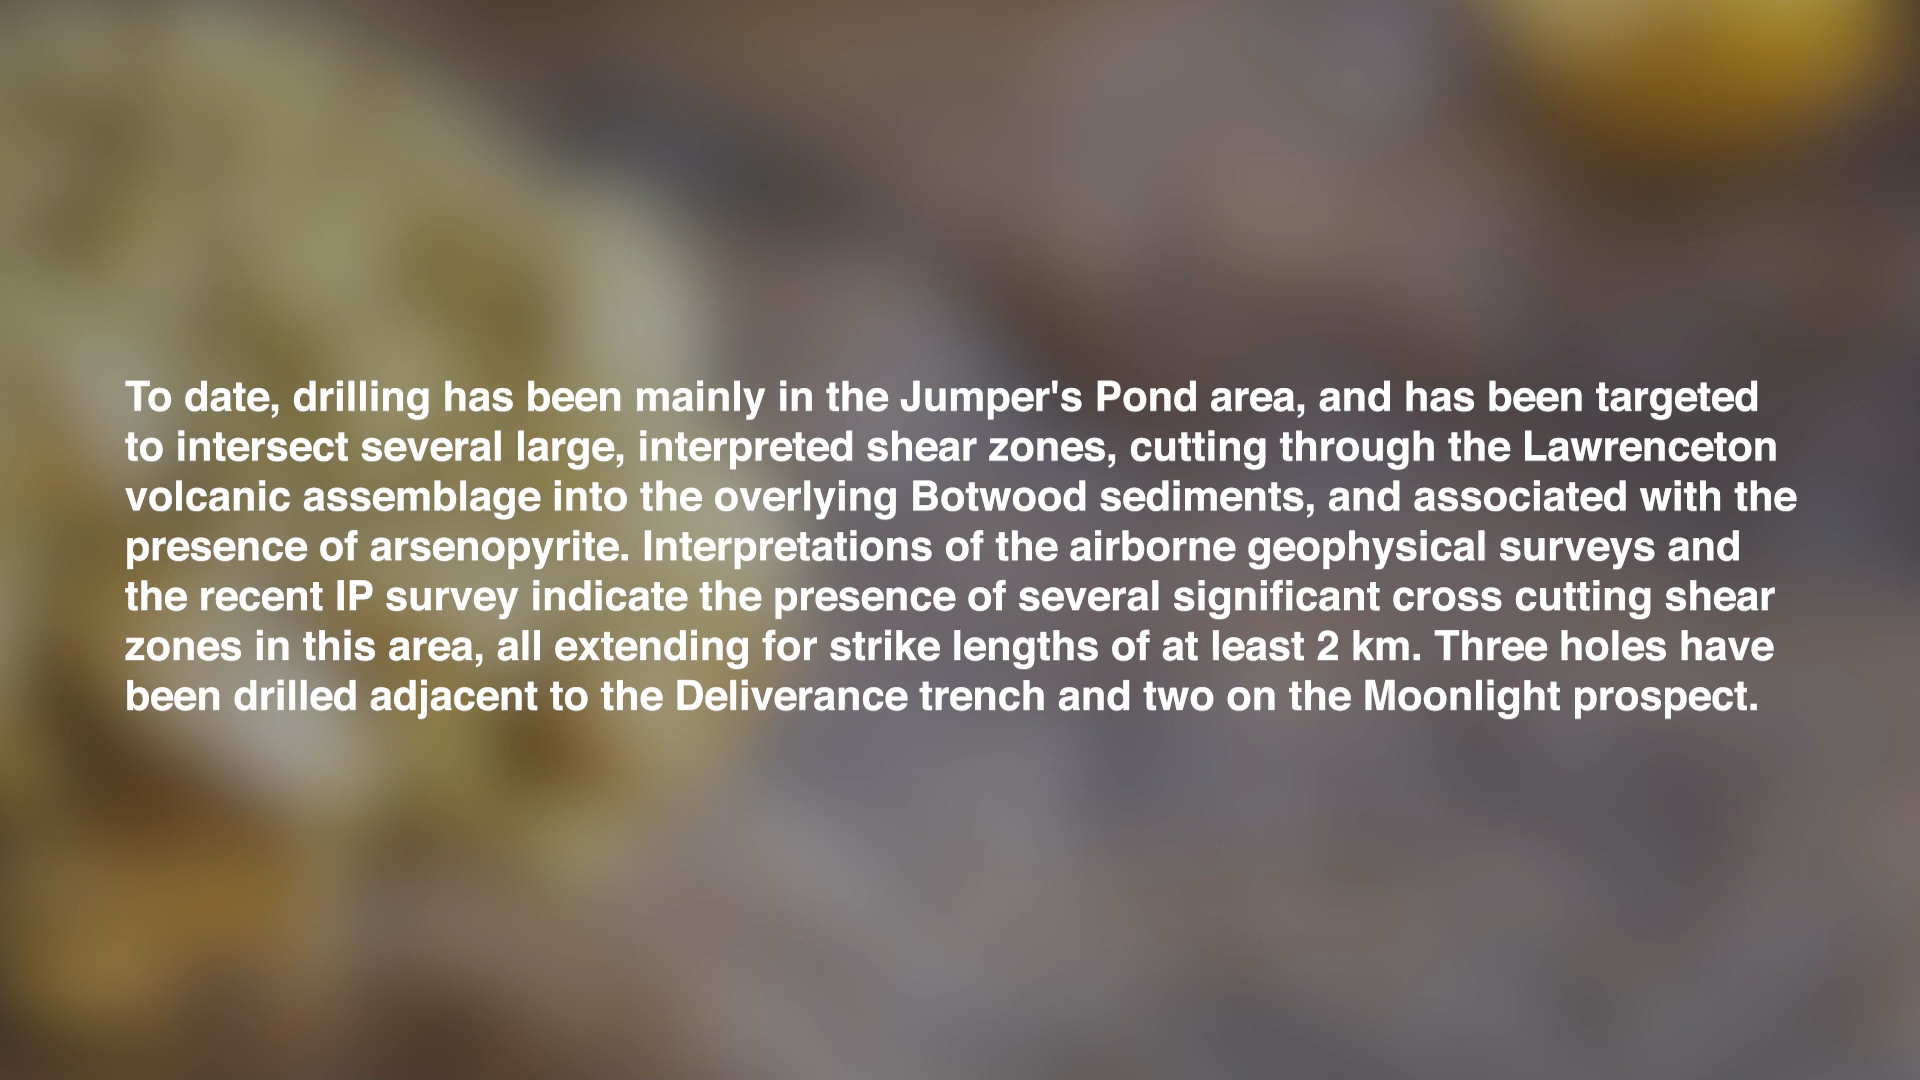 To date, drilling has been mainly in the Jumper's Pond area, and has been targeted
to intersect several large, interpreted shear zones, cutting through the Lawrenceton
volcanic assemblage into the overlying Botwood sediments, and associated with the
presence of arsenopyrite. Interpretations of the airborne geophysical surveys and
the recent IP survey indicate the presence of several significant cross cutting shear
zones in this area, all extending for strike lengths of at least 2 km. Three holes have
been drilled adjacent to the Deliverance trench and two on the Moonlight prospect.